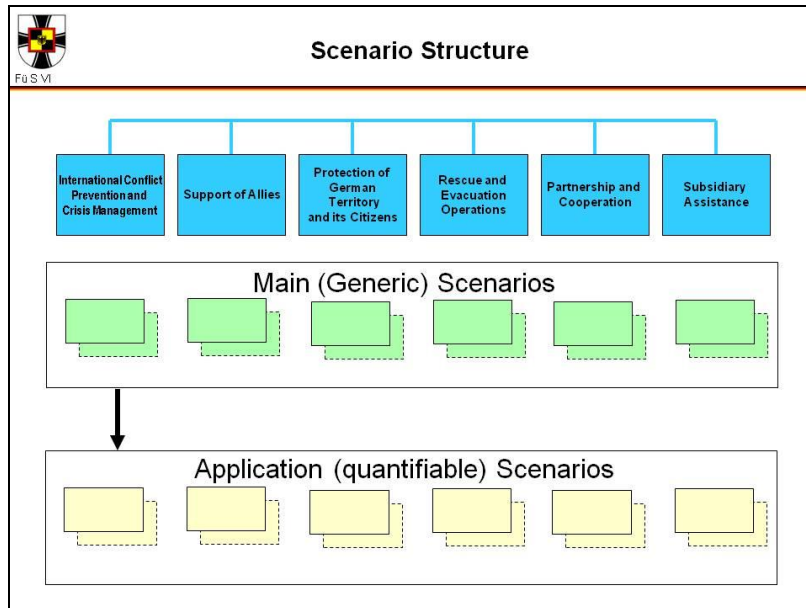 Scenario Structure
Fü S VI
International Conflict
Prevention and
Crisis Management
Support of Allies
Protection of
German
Territory
and its Citizens
Rescue and
Evacuation
Operations
Partnership and
Cooperation
Subsidiary
Assistance
Main (Generic) Scenarios
Application (quantifiable) Scenarios